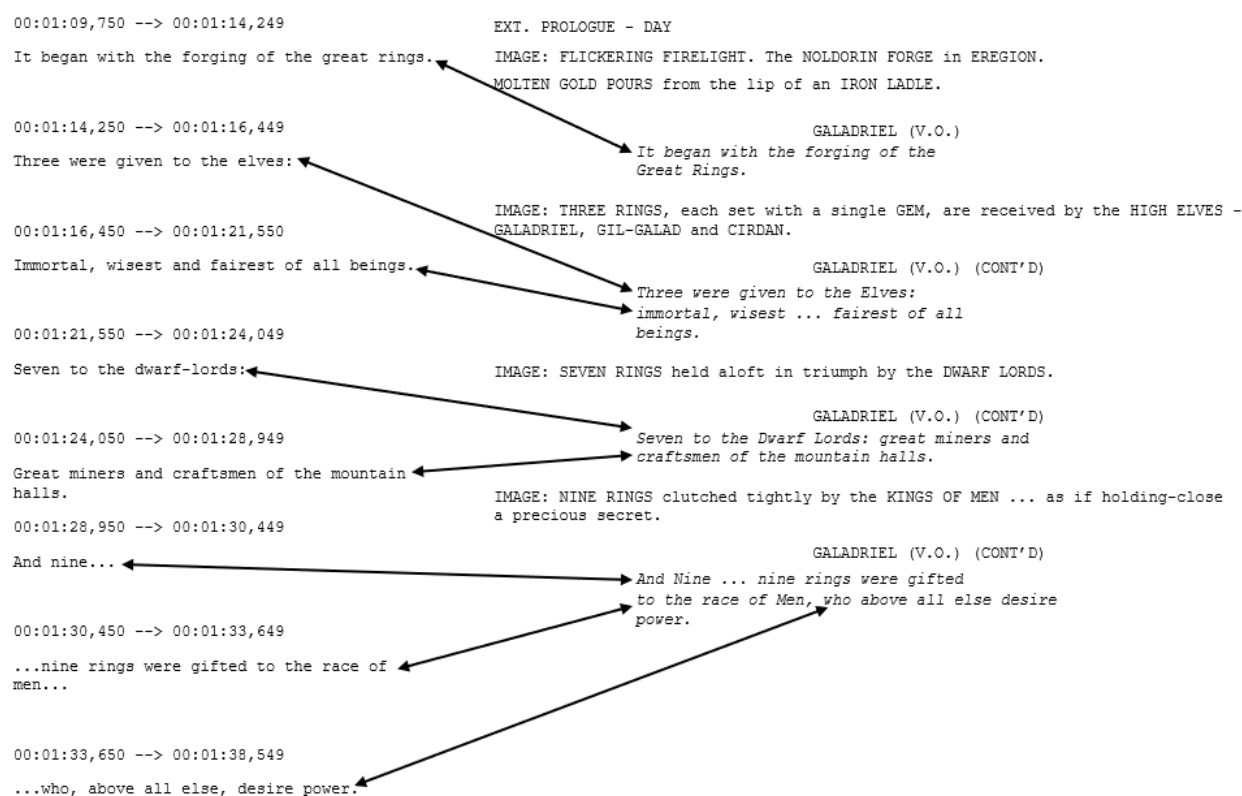 00:01:09,750 --> 00:01:14,249
It began with the forging of the great rings.
00:01:14,250 --> 00:01:16,449
Three were given to the elves:
00:01:16,450 --> 00:01:21,550
Immortal, wisest and fairest of all beings.
00:01:21,550 --> 00:01:24,049
Seven to the dwarf-lords:
00:01:24,050 --> 00:01:28,949
Great miners and craftsmen of the mountain
halls.
00:01:28,950 --> 00:01:30,449
And nine...
00:01:30,450 --> 00:01:33,649
...nine rings were gifted to the race of
men...
00:01:33,650 --> 00:01:38,549
...who, above all else, desire power.
EXT. PROLOGUE - DAY
IMAGE: FLICKERING FIRELIGHT. The NOLDORIN FORGE in EREGION.
MOLTEN GOLD POURS from the lip of an IRON LADLE.
GALADRIEL (V.O.)
It began with the forging of the
Great Rings.
IMAGE: THREE RINGS, each set with a single GEM, are received by the HIGH ELVES -
GALADRIEL, GIL-GALAD and CIRDAN.
GALADRIEL (V.O.) (CONT'D)
Three were given to the Elves:
immortal, wisest ... fairest of all
beings.
IMAGE: SEVEN RINGS held aloft in triumph by the DWARF LORDS.
GALADRIEL (V.O.) (CONT'D)
Seven to the Dwarf Lords: great miners and
craftsmen of the mountain halls.
IMAGE: NINE RINGS clutched tightly by the KINGS OF MEN ... as if holding-close
a precious secret.
GALADRIEL (V.O.) (CONT'D)
And Nine ... nine rings were gifted
to the race of Men, who above all else desire
power.